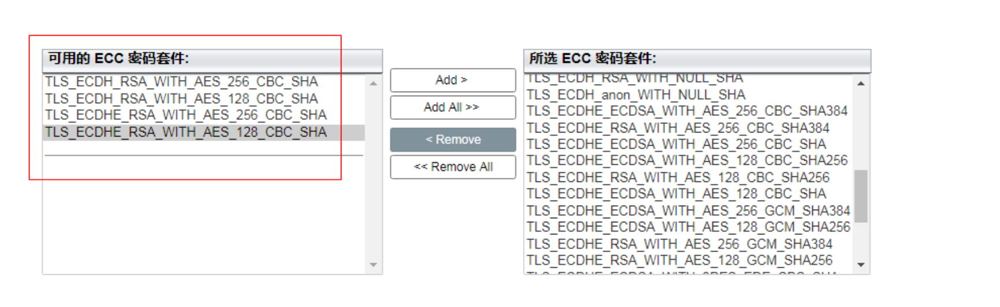 可用的 ECC 密码套件:
TLS_ECDH_RSA_WITH_AES_256_CBC_SHA
TLS_ECDH_RSA_WITH_AES_128_CBC_SHA
TLS_ECDHE_RSA_WITH_AES_256_CBC_SHA
TLS_ECDHE_RSA_WITH_AES_128_CBC_SHA
Add >
Add All >>
< Remove
<< Remove All
所选 ECC 密码套件:
TLS_ECDH_RSA_WITH_NULL_SHA
TLS_ECDH_anon_WITH_NULL_SHA
TLS_ECDHE_ECDSA_WITH_AES_256_CBC_SHA384
TLS_ECDHE_RSA_WITH_AES_256_CBC_SHA384
TLS_ECDHE_ECDSA_WITH_AES_256_CBC_SHA
TLS_ECDHE_ECDSA_WITH_AES_128_CBC_SHA256
TLS_ECDHE_RSA_WITH_AES_128_CBC_SHA256
TLS_ECDHE_ECDSA_WITH_AES_128_CBC_SHA
TLS_ECDHE_ECDSA_WITH_AES_256_GCM_SHA384
TLS_ECDHE_ECDSA_WITH_AES_128_GCM_SHA256
TLS_ECDHE_RSA_WITH_AES_256_GCM_SHA384
TLS_ECDHE_RSA_WITH_AES_128_GCM_SHA256